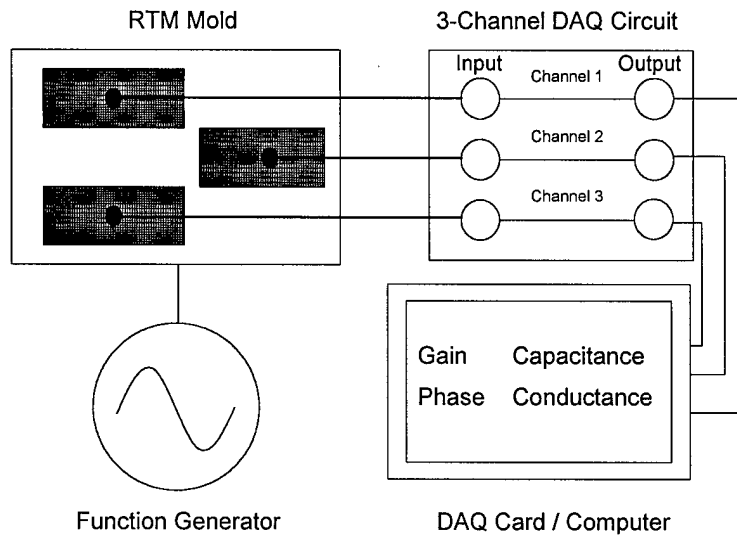 RTM Mold
3-Channel DAQ Circuit
Input
Output
Channel 1
Channel 2
Channel 3
Gain Capacitance
Phase Conductance
Function Generator
DAQ Card / Computer